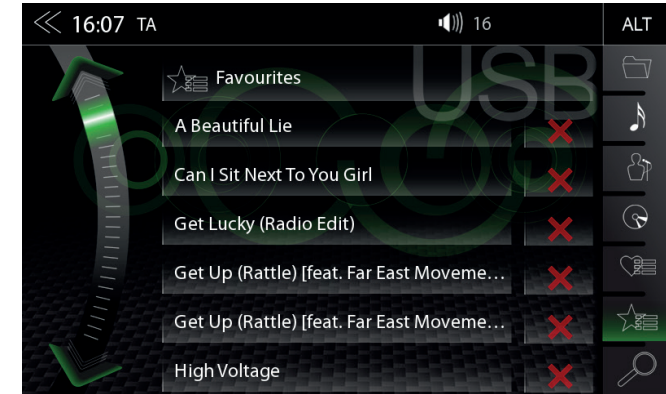 16:07 TA 16 ALT
USB
Favourites
A Beautiful Lie
Can I Sit Next To You Girl
Get Lucky (Radio Edit)
Get Up (Rattle) [feat. Far East Moveme...
Get Up (Rattle) [feat. Far East Moveme...
High Voltage